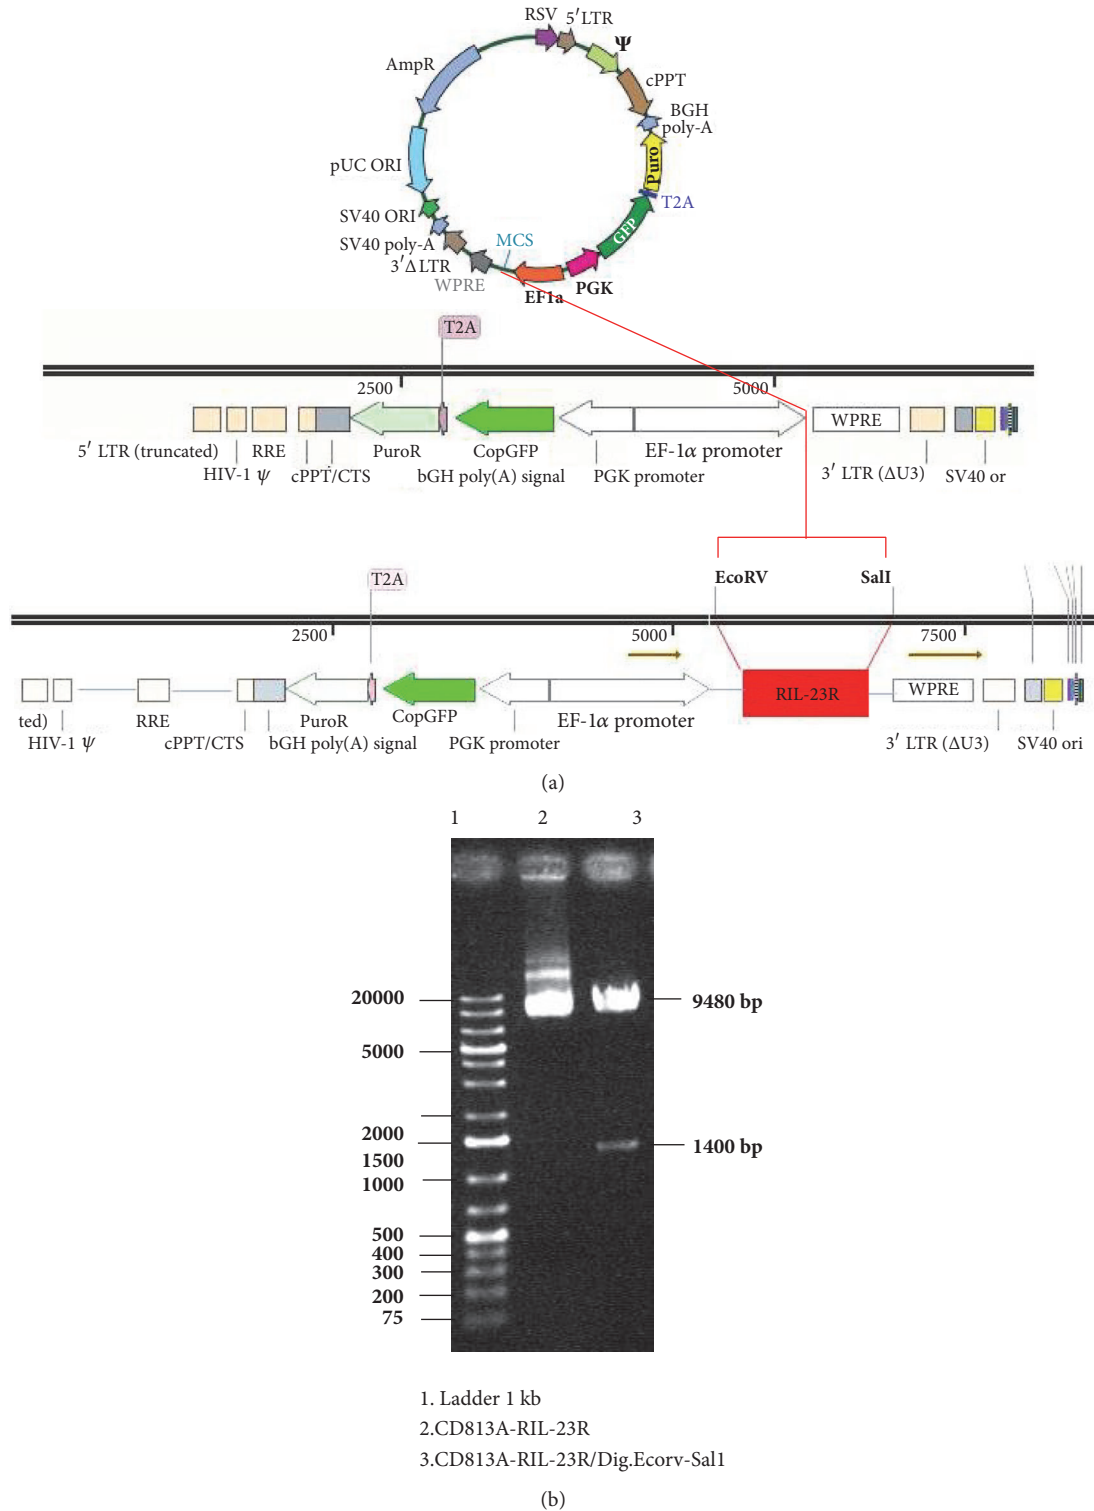 RSV
5′LTR
Ψ
AmpR
cPPT
BGH
poly-A
pUC ORI
Puro
T2A
SV40 ORI
GFP
SV40 poly-A
MCS
3′Δ LTR
WPRE
EF1a
PGK
T2A
2500
5000
WPRE
5′ LTR (truncated)
RRE
PuroR
CopGFP
EF-1α promoter
3′ LTR (ΔU3)
HIV-1 ψ
cPPT/CTS
bGH poly(A) signal
PGK promoter
SV40 or
EcoRV
SalI
T2A
2500
5000
7500
RIL-23R
WPRE
ted)
RRE
PuroR
CopGFP
EF-1α promoter
3′ LTR (ΔU3)
HIV-1 ψ
cPPT/CTS
bGH poly(A) signal
PGK promoter
SV40 ori
(a)
1 2 3
20000
9480 bp
5000
2000
1400 bp
1500
1000
500
400
300
200
75
1. Ladder 1 kb
2.CD813A-RIL-23R
3.CD813A-RIL-23R/Dig.Ecorv-Sal1
(b)